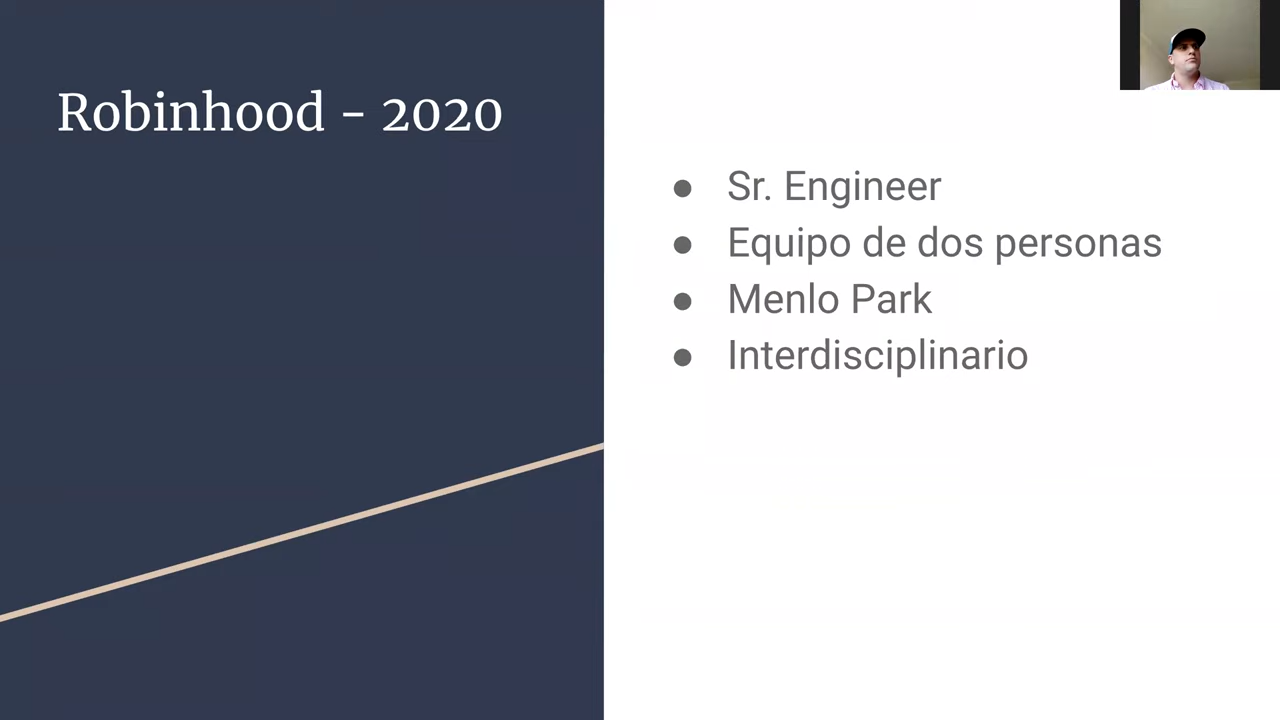 Robinhood - 2020
● Sr. Engineer
● Equipo de dos personas
● Menlo Park
● Interdisciplinario